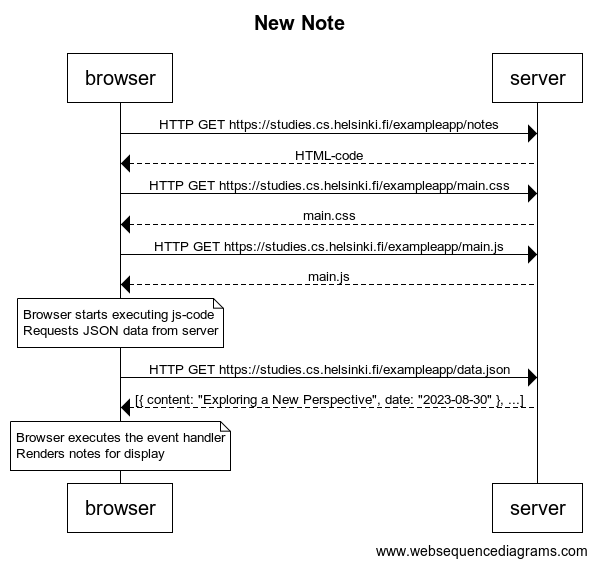 New Note
browser
server
HTTP GET https://studies.cs.helsinki.fi/exampleapp/notes
HTML-code
HTTP GET https://studies.cs.helsinki.fi/exampleapp/main.css
main.css
HTTP GET https://studies.cs.helsinki.fi/exampleapp/main.js
main.js
Browser starts executing js-code
Requests JSON data from server
HTTP GET https://studies.cs.helsinki.fi/exampleapp/data.json
[{ content: "Exploring a New Perspective", date: "2023-08-30" }, ...]
Browser executes the event handler
Renders notes for display
browser
server
www.websequencediagrams.com